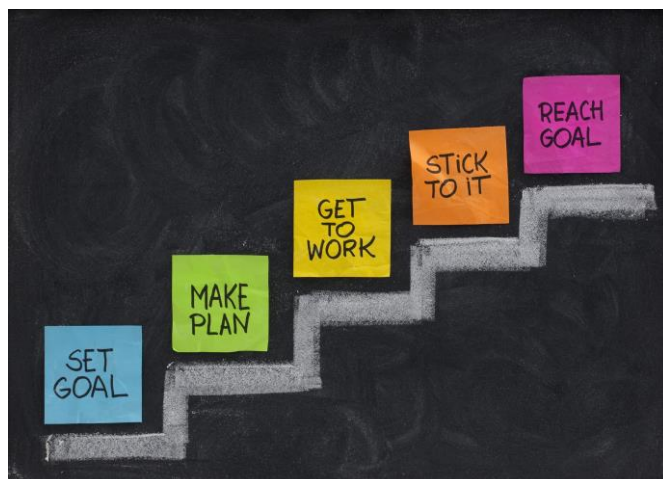 SET
GOAL
MAKE
PLAN
GET
TO
WORK
STiCK
TO iT
REACH
GOAL